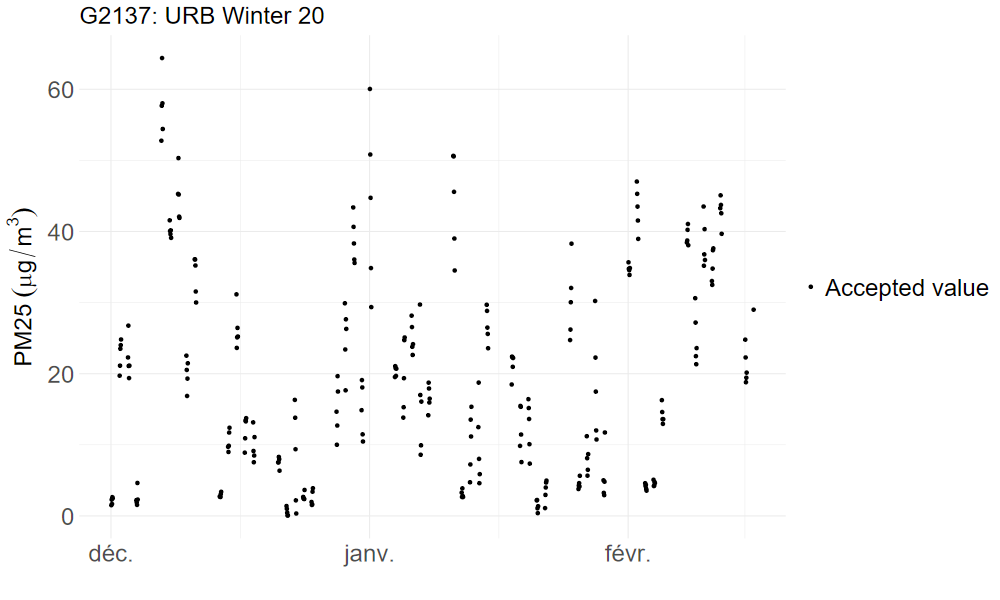 G2137: URB Winter 20
PM25 (μg/m³)
60
40
20
0
déc.
janv.
févr.
Accepted value